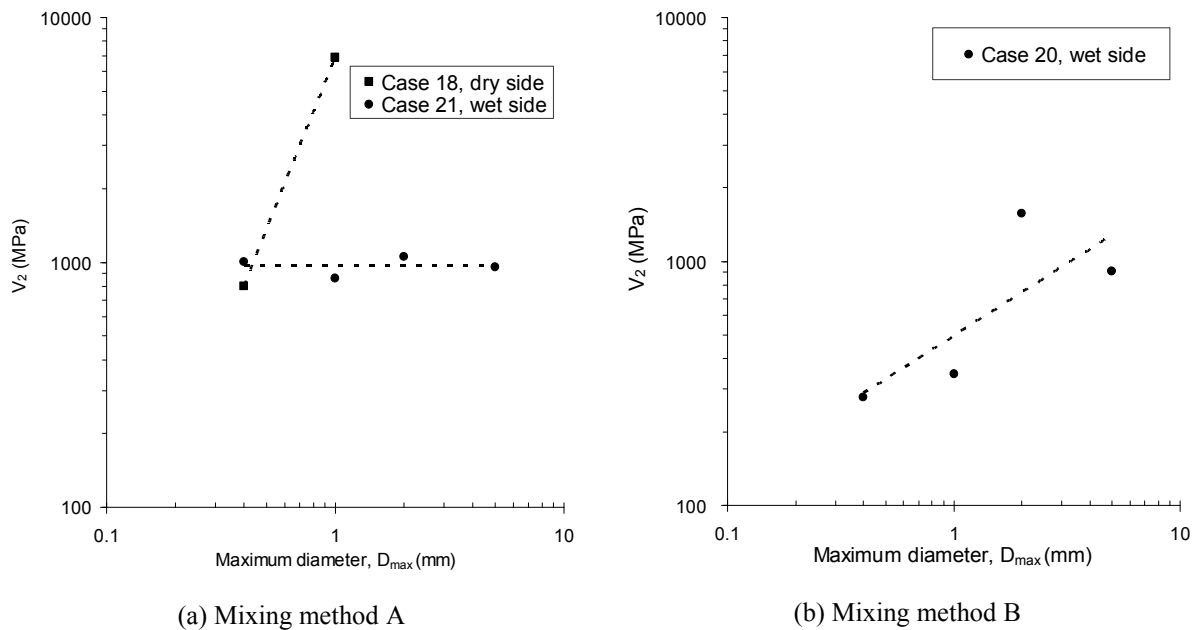 10000
Case 18, dry side
Case 21, wet side
1000
V₂ (MPa)
100
0.1 1 10
Maximum diameter, Dmax (mm)
(a) Mixing method A
10000
Case 20, wet side
1000
V₂ (MPa)
100
0.1 1 10
Maximum diameter, Dmax (mm)
(b) Mixing method B